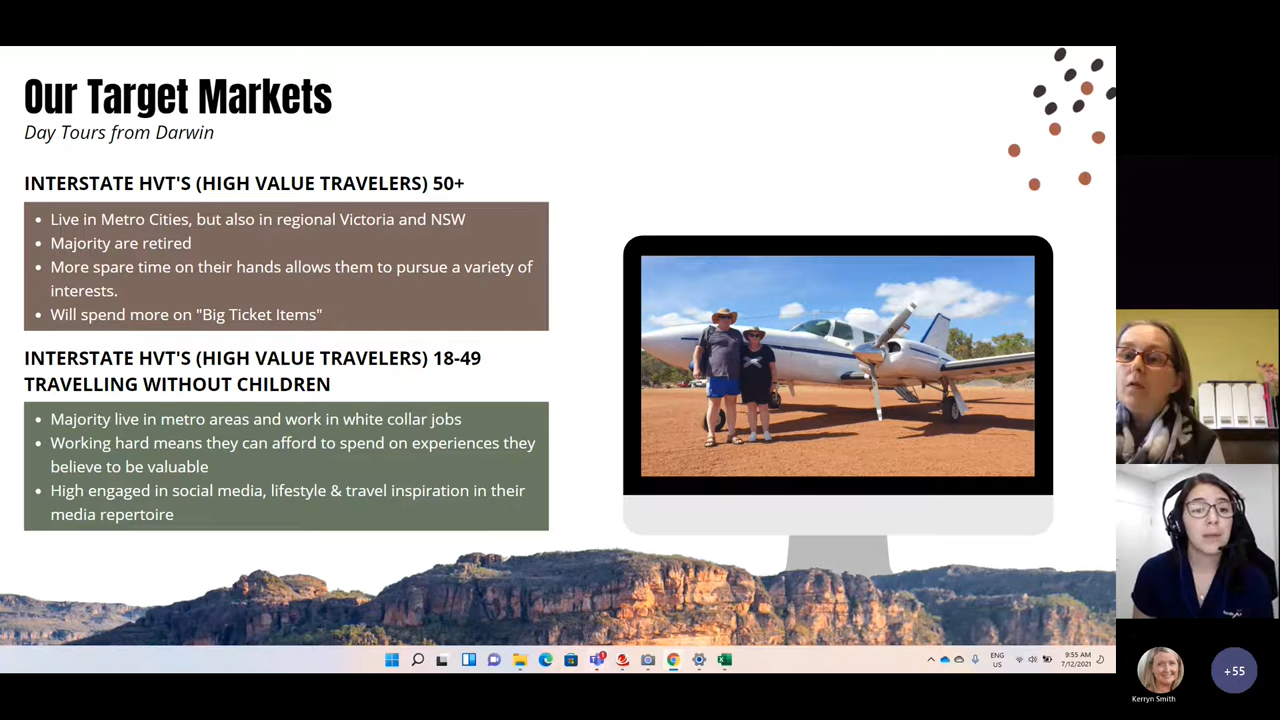 Our Target Markets
Day Tours from Darwin
INTERSTATE HVT'S (HIGH VALUE TRAVELERS) 50+
• Live in Metro Cities, but also in regional Victoria and NSW
• Majority are retired
• More spare time on their hands allows them to pursue a variety of
interests.
• Will spend more on "Big Ticket Items"
INTERSTATE HVT'S (HIGH VALUE TRAVELERS) 18-49
TRAVELLING WITHOUT CHILDREN
• Majority live in metro areas and work in white collar jobs
• Working hard means they can afford to spend on experiences they
believe to be valuable
• High engaged in social media, lifestyle & travel inspiration in their
media repertoire
ENG
US
9:55 AM
7/12/2021
Kerryn Smith
+55